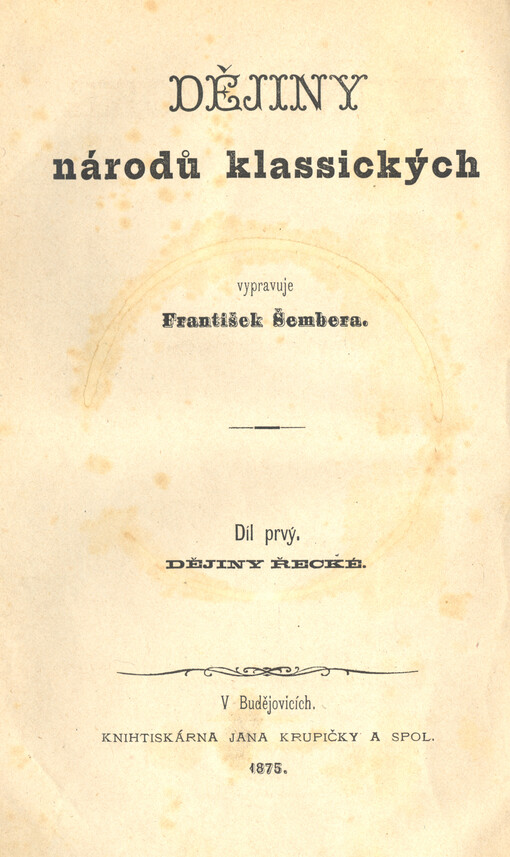 DĚJINY
národů klassických
vypravuje
František Šembera.
Díl prvý.
DĚJINY ŘECKÉ.
V Budějovicích.
KNIHTISKÁRNA JANA KRUPIČKY A SPOL.
1875.